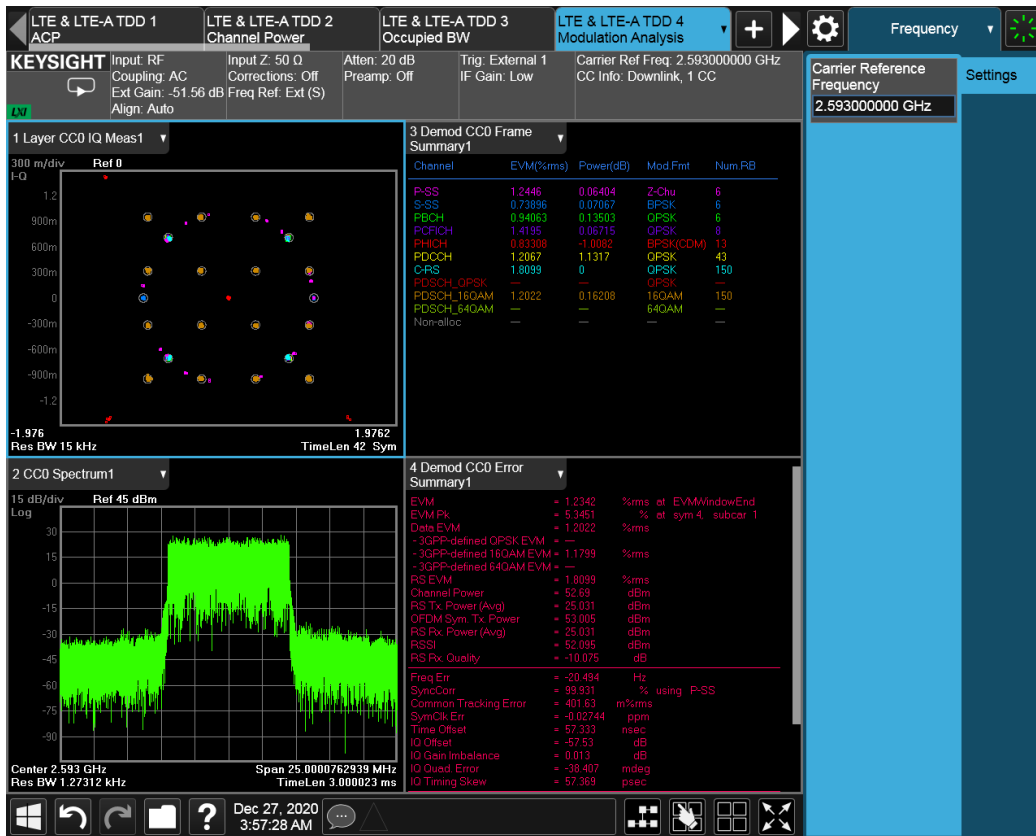 LTE & LTE-A TDD 1
ACP
LTE & LTE-A TDD 2
Channel Power
LTE & LTE-A TDD 3
Occupied BW
LTE & LTE-A TDD 4
Modulation Analysis
Frequency
KEYSIGHT
LXI
Input: RF
Coupling: AC
Ext Gain: -51.56 dB
Align: Auto
Input Z: 50 Ω
Corrections: Off
Freq Ref: Ext (S)
Atten: 20 dB
Preamp: Off
Trig: External 1
IF Gain: Low
Carrier Ref Freq: 2.593000000 GHz
CC Info: Downlink, 1 CC
Carrier Reference
Frequency
2.593000000 GHz
Settings
1 Layer CC0 IQ Meas1
300 m/div Ref 0
I-Q
1.2
900m
600m
300m
0
-300m
-600m
-900m
-1.2
-1.976 1.9762
Res BW 15 kHz TimeLen 42 Sym
3 Demod CC0 Frame
Summary1
Channel EVM(%rms) Power(dB) Mod.Fmt Num.RB
P-SS 1.2446 0.06404 Z-Chu 6
S-SS 0.73896 0.07067 BPSK 6
PBCH 0.94063 0.13503 QPSK 6
PCFICH 1.4195 0.06715 QPSK 8
PHICH 0.83308 -1.0082 BPSK(CDM) 13
PDCCH 1.2067 1.1317 QPSK 43
C-RS 1.8099 0 QPSK 150
PDSCH_QPSK — — QPSK —
PDSCH_16QAM 1.2022 0.16208 16QAM 150
PDSCH_64QAM — — 64QAM —
Non-alloc — — — —
2 CC0 Spectrum1
15 dB/div Ref 45 dBm
Log
30
15
0
-15
-30
-45
-60
-75
-90
Center 2.593 GHz Span 25.0000762939 MHz
Res BW 1.27312 kHz TimeLen 3.000023 ms
4 Demod CC0 Error
Summary1
EVM = 1.2342 %rms at EVMWindowEnd
EVM Pk = 5.3451 % at sym 4, subcar 1
Data EVM = 1.2022 %rms
- 3GPP-defined QPSK EVM = —
- 3GPP-defined 16QAM EVM = 1.1799 %rms
- 3GPP-defined 64QAM EVM = —
RS EVM = 1.8099 %rms
Channel Power = 52.69 dBm
RS Tx. Power (Avg) = 25.031 dBm
OFDM Sym. Tx. Power = 53.005 dBm
RS Rx. Power (Avg) = 25.031 dBm
RSSI = 52.095 dBm
RS Rx. Quality = -10.075 dB
Freq Err = -20.494 Hz
SyncCorr = 99.931 % using P-SS
Common Tracking Error = 401.63 m%rms
SymClk Err = -0.02744 ppm
Time Offset = 57.333 nsec
IQ Offset = -57.53 dB
IQ Gain Imbalance = 0.013 dB
IQ Quad. Error = -38.407 mdeg
IQ Timing Skew = 57.369 psec
?
Dec 27, 2020
3:57:28 AM